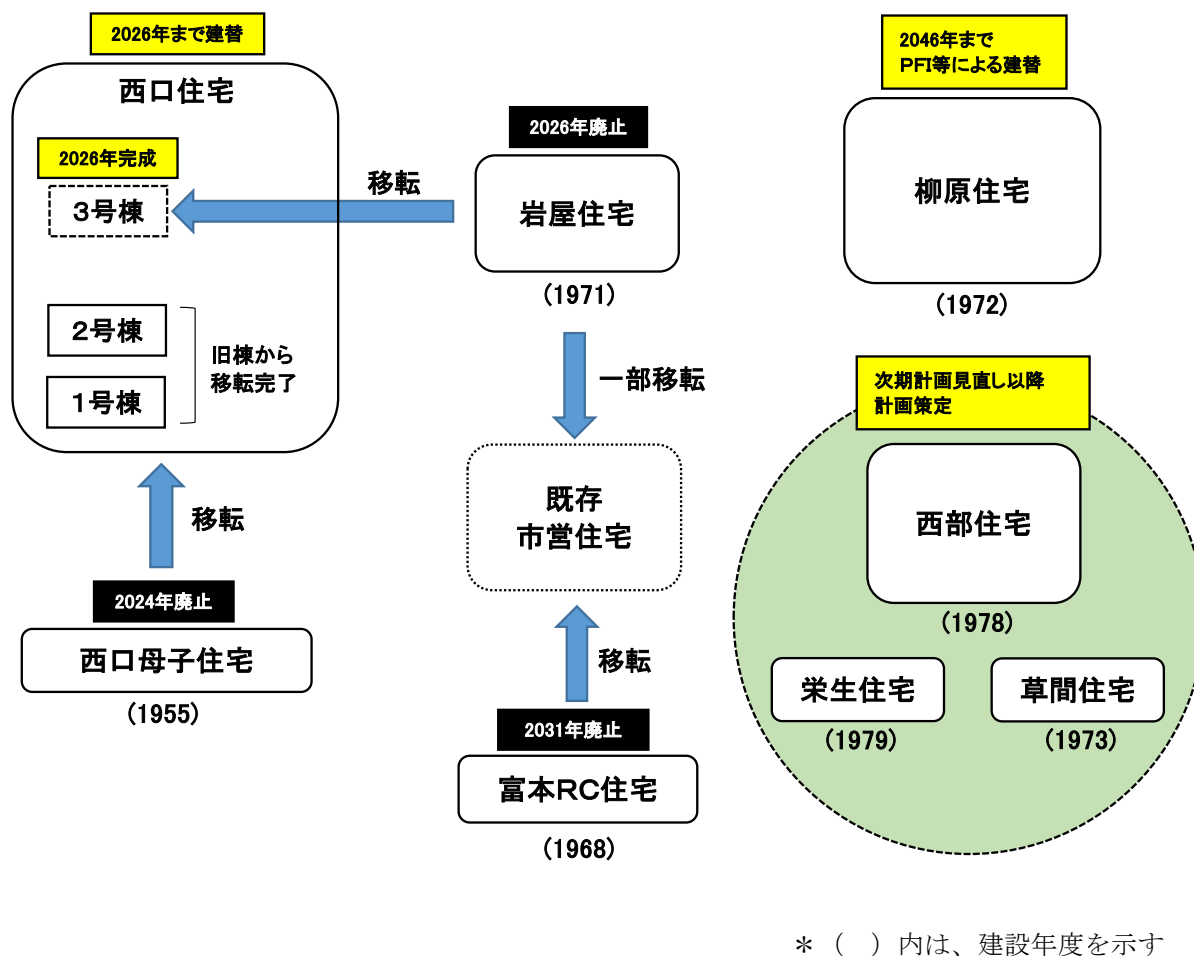 2026年まで建替
西口住宅
2026年完成
3号棟
2号棟
1号棟
旧棟から
移転完了
移転
2024年廃止
西口母子住宅
(1955)
移転
2026年廃止
岩屋住宅
(1971)
一部移転
既存
市営住宅
移転
2031年廃止
富本RC住宅
(1968)
2046年まで
PFI等による建替
柳原住宅
(1972)
次期計画見直し以降
計画策定
西部住宅
(1978)
栄生住宅
(1979)
草間住宅
(1973)
＊（　）内は、建設年度を示す